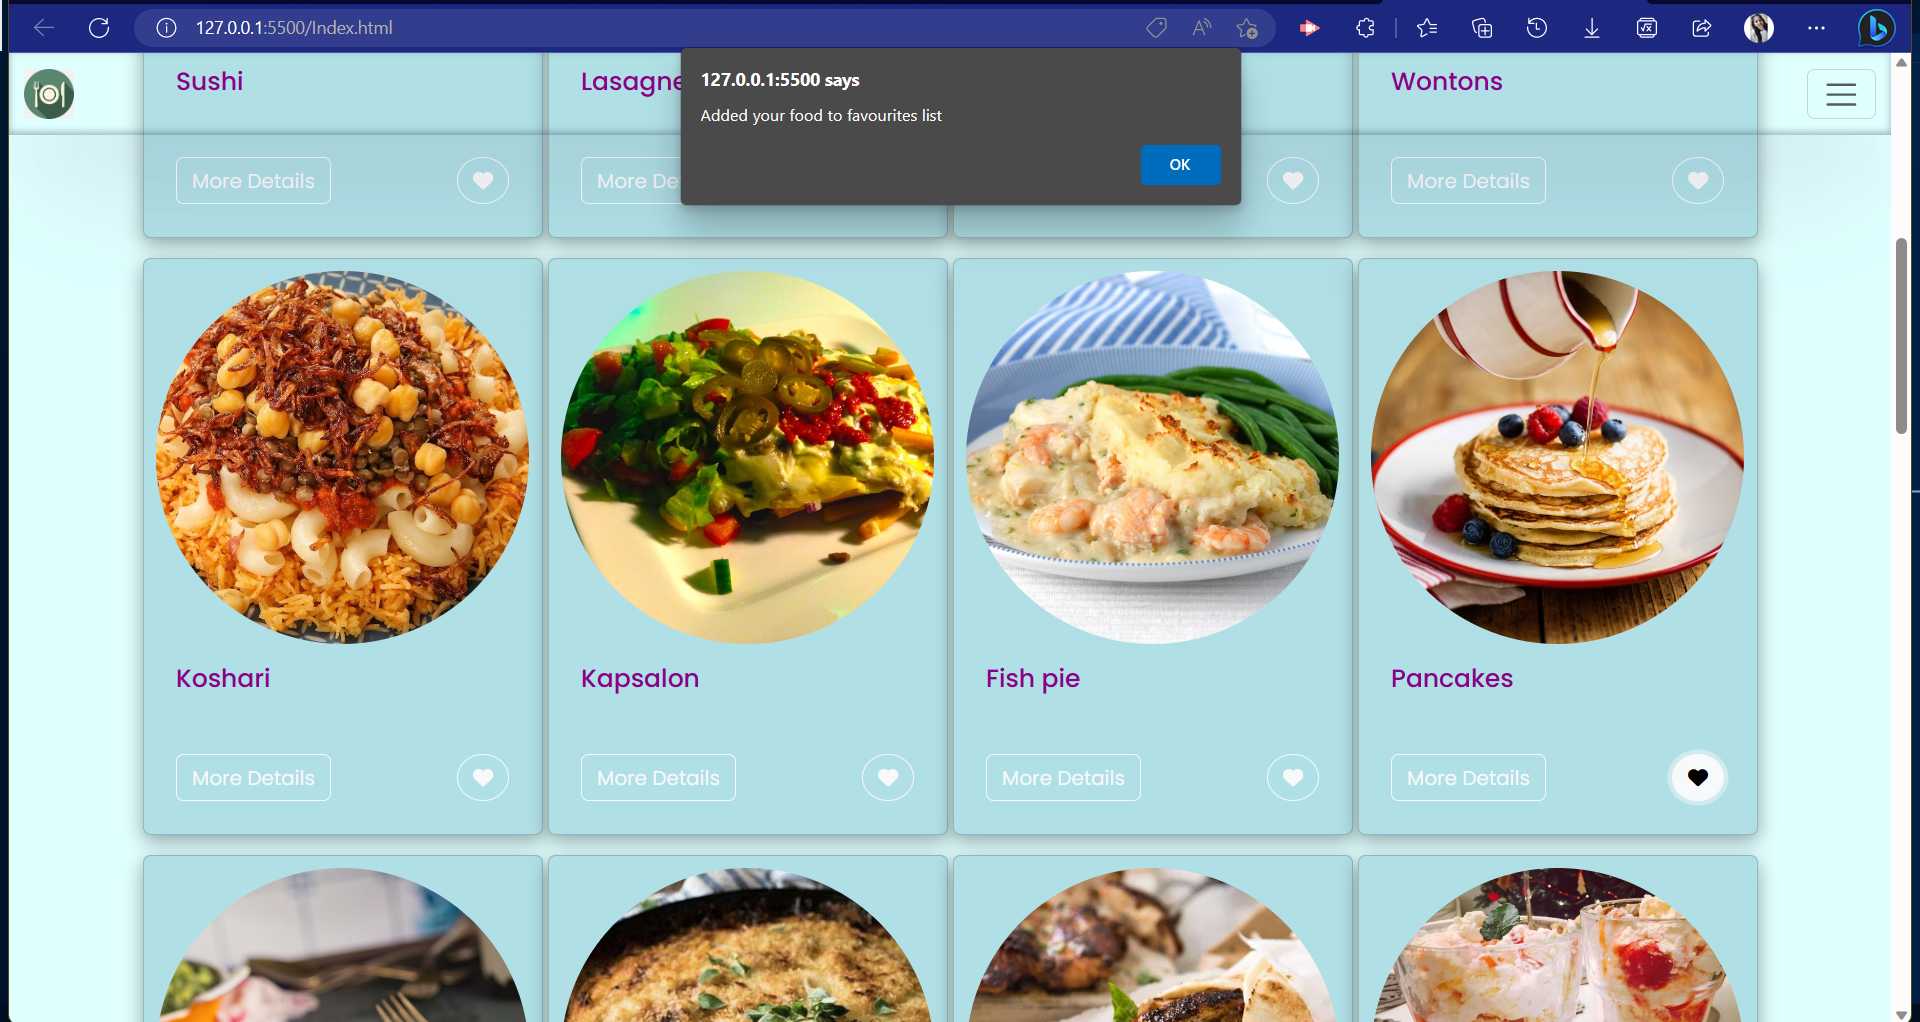 127.0.0.1:5500/Index.html
127.0.0.1:5500 says
Added your food to favourites list
OK
Sushi
Lasagne
Wontons
More Details
More De
More Details
Koshari
Kapsalon
Fish pie
Pancakes
More Details
More Details
More Details
More Details